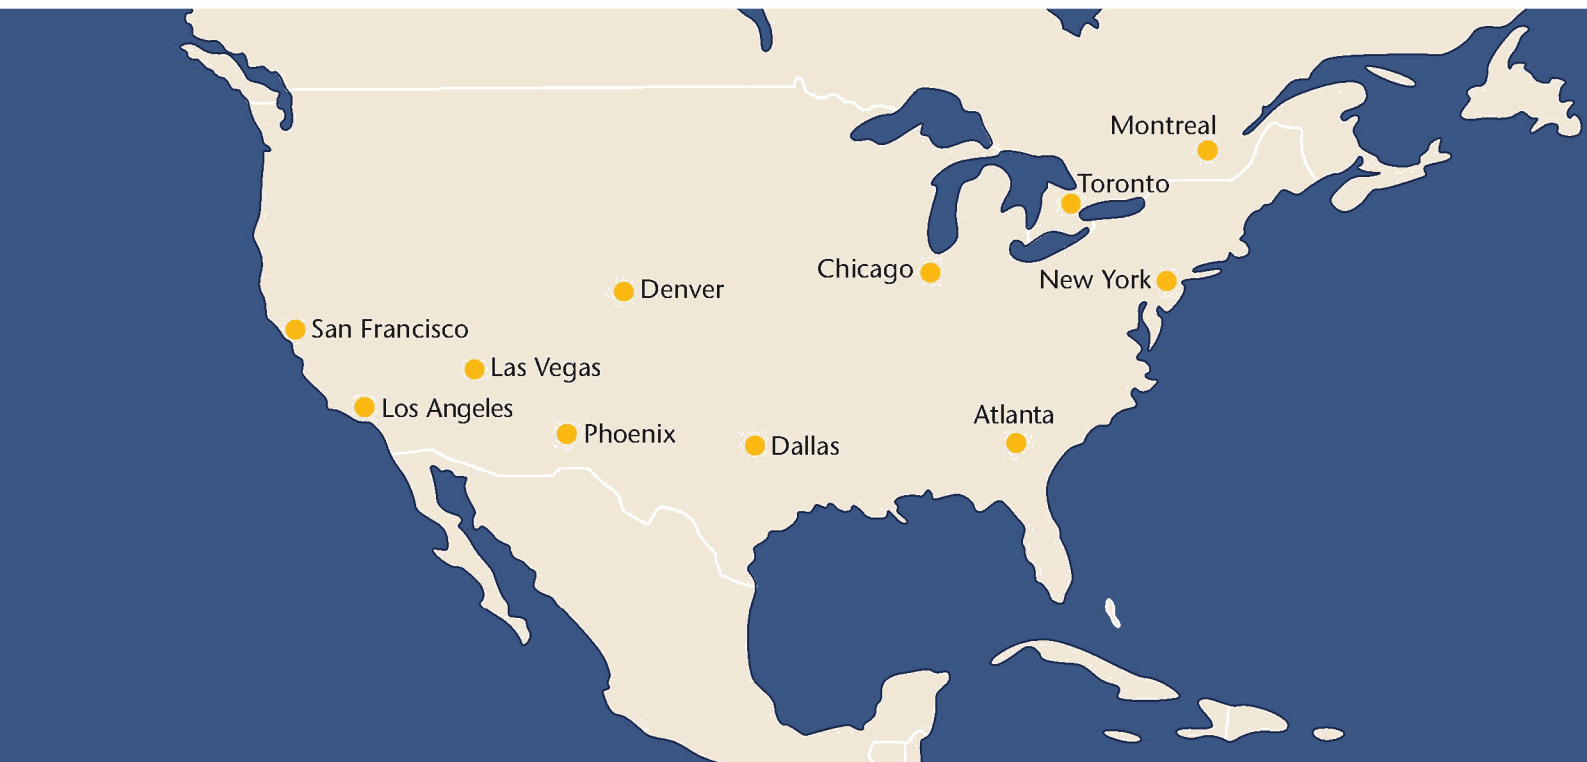 Montreal
Toronto
Chicago
New York
Denver
San Francisco
Las Vegas
Los Angeles
Atlanta
Phoenix
Dallas